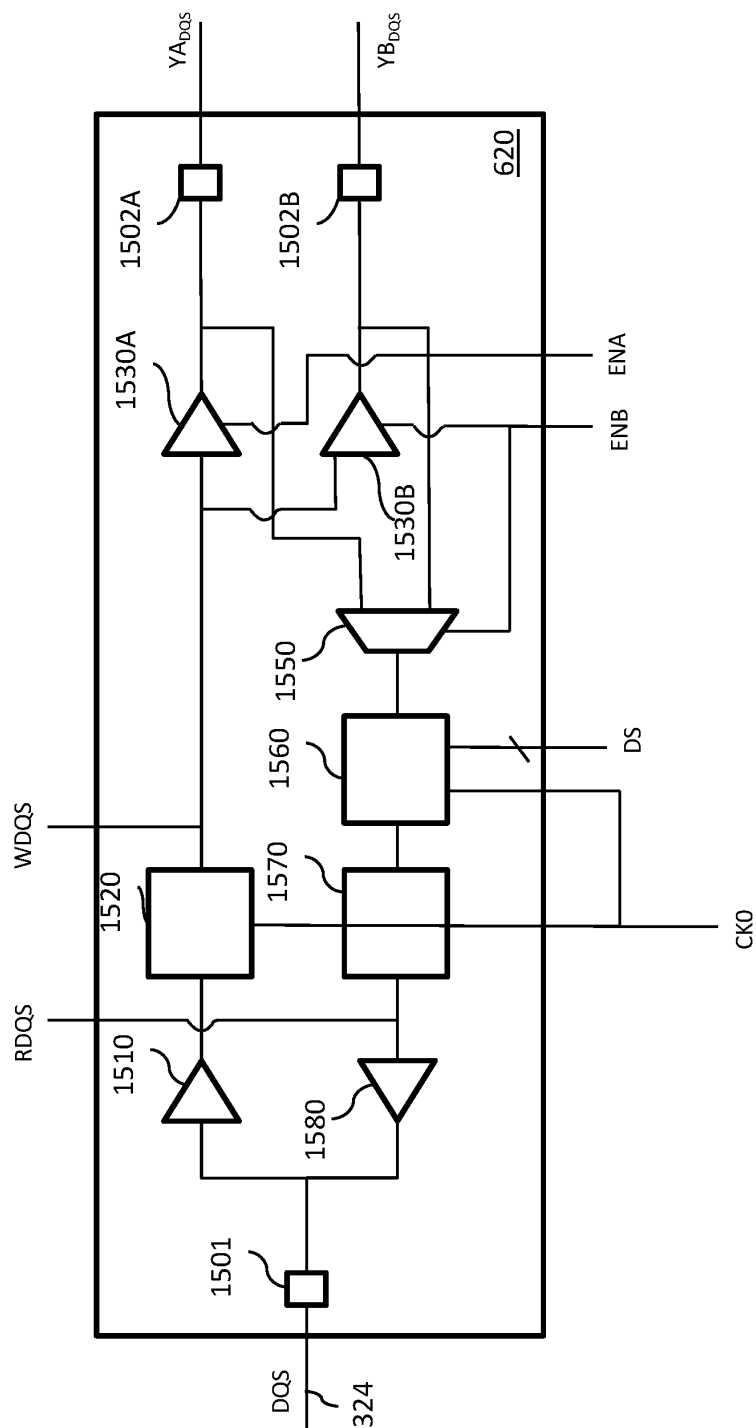 YA_DQS
YB_DQS
620
1502A
1502B
1530A
1530B
ENA
ENB
1550
1560
DS
WDQS
1520
1570
CK0
RDQS
1510
1580
1501
DQS
324